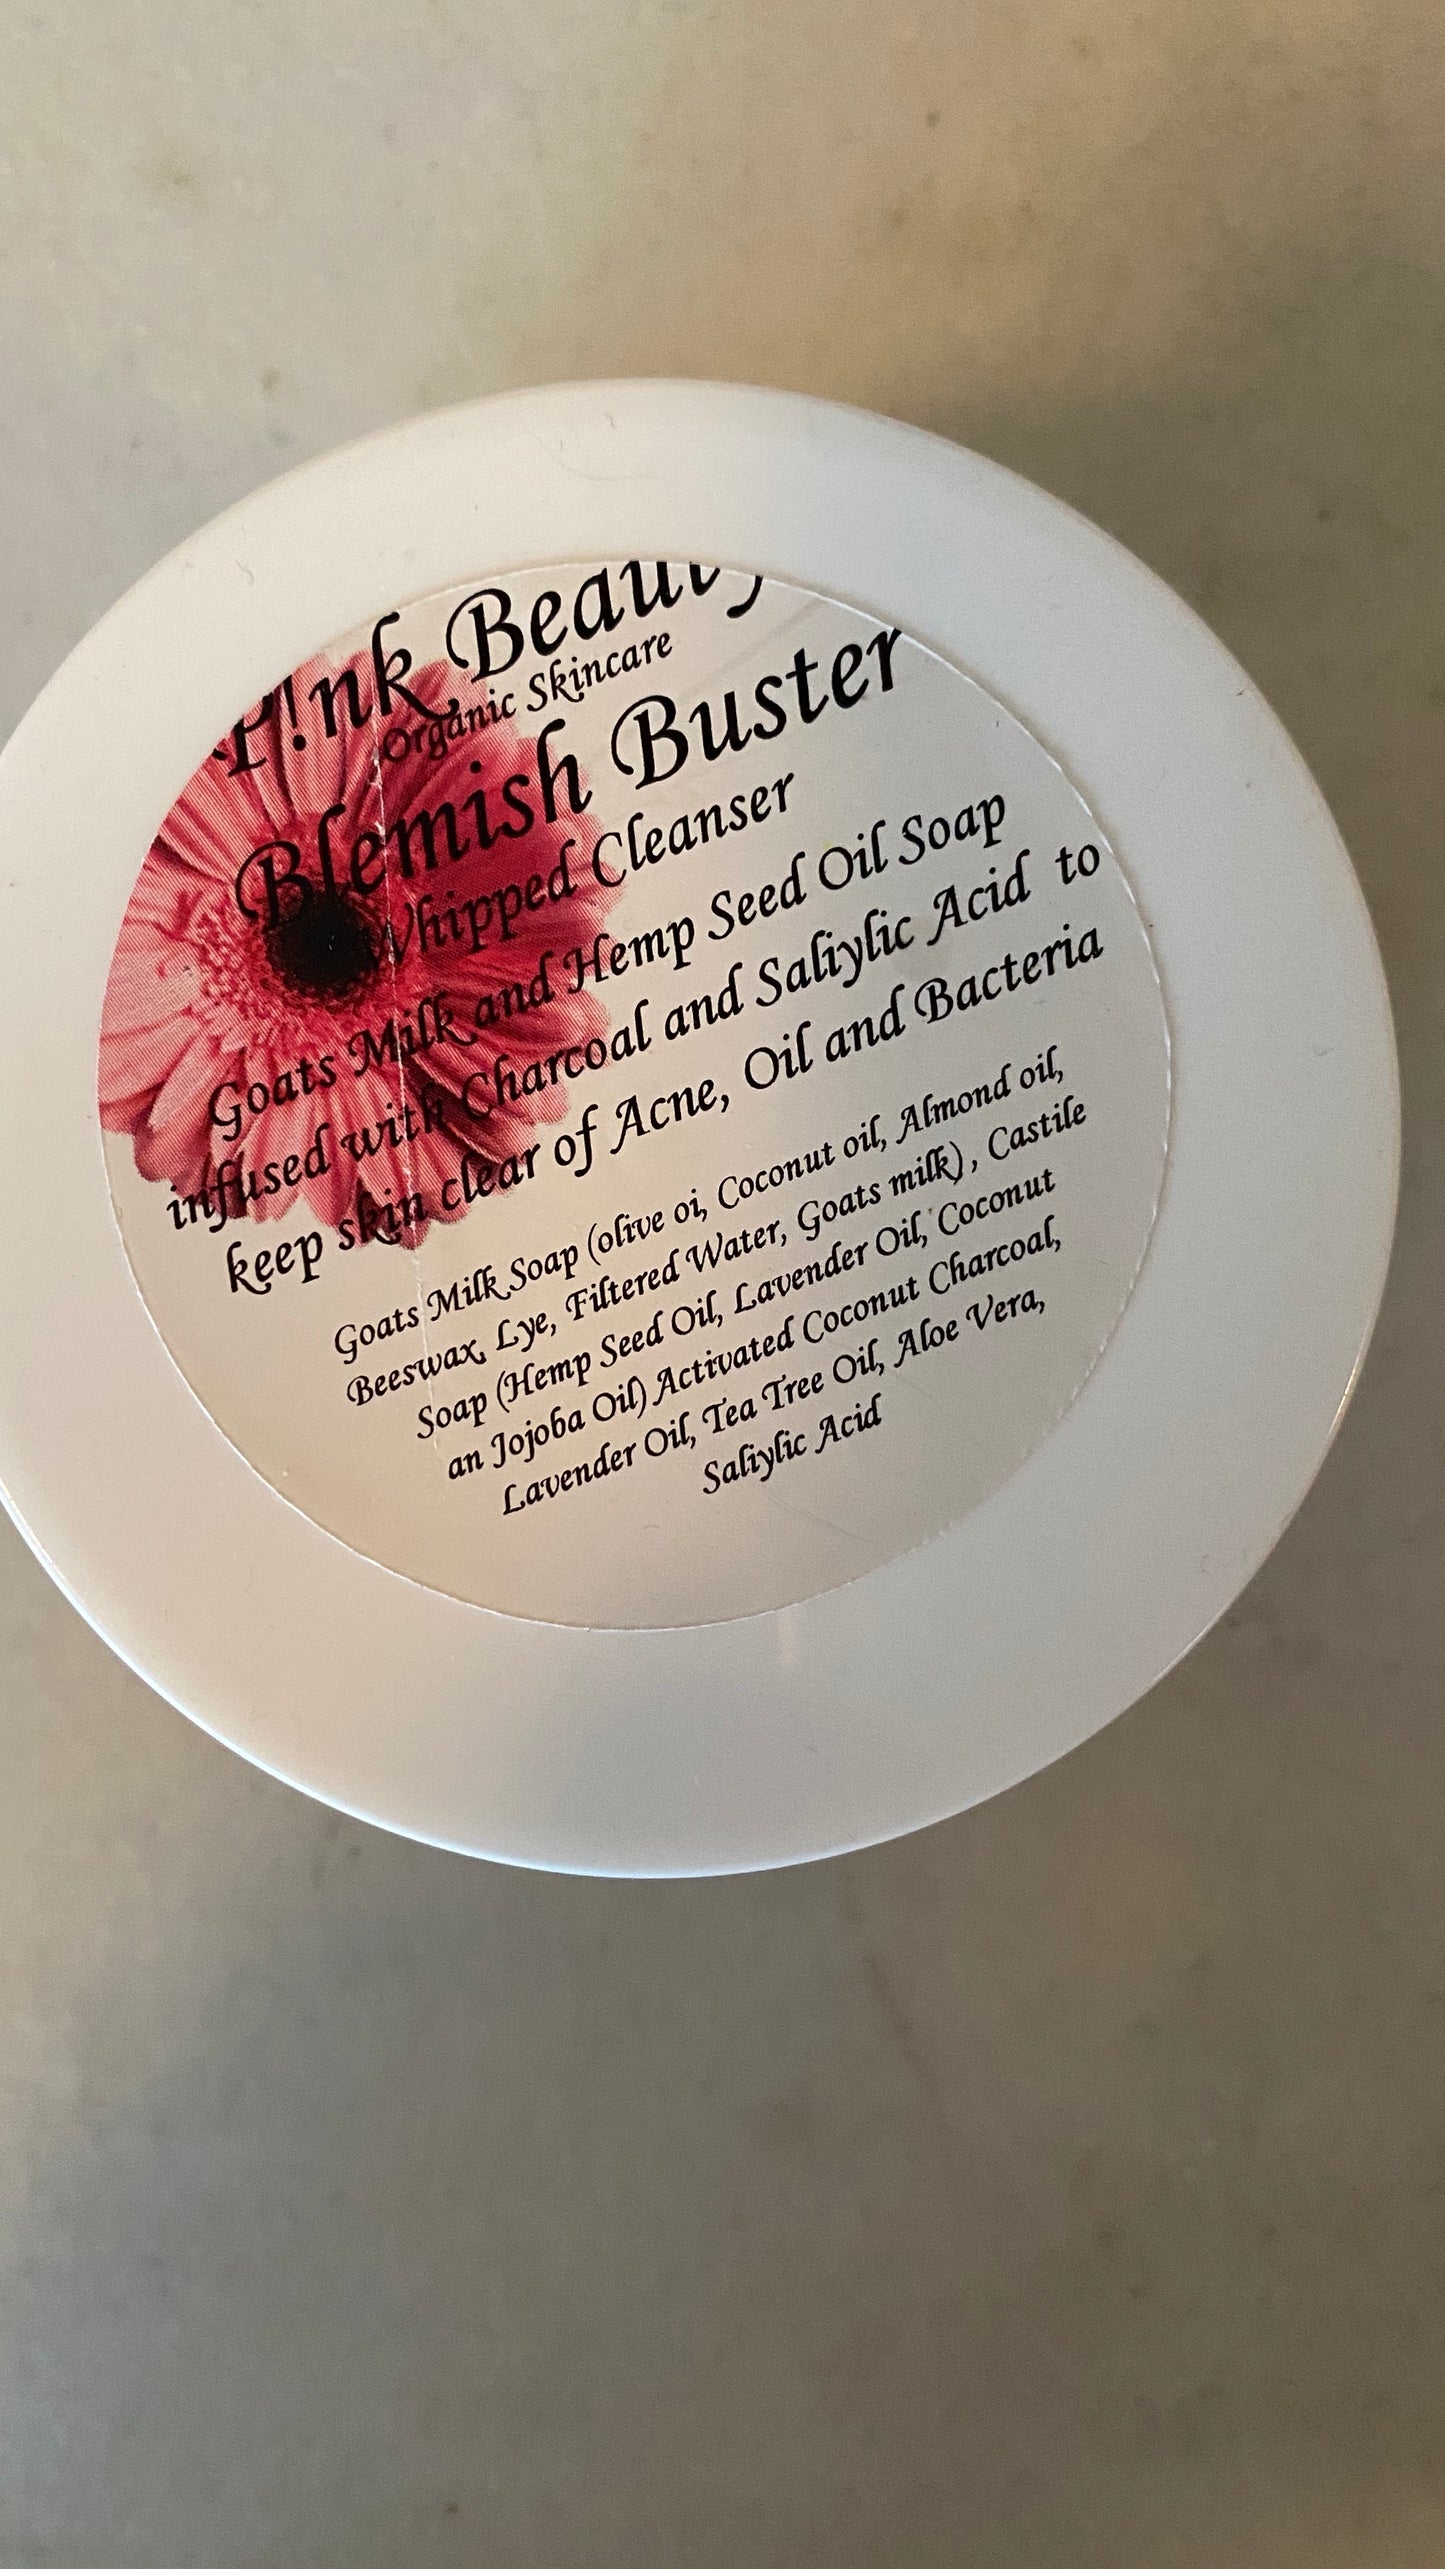 P!nk Beauty
Organic Skincare
Blemish Buster
Whipped Cleanser
Goats Milk and Hemp Seed Oil Soap
infused with Charcoal and Saliylic Acid to
keep skin clear of Acne, Oil and Bacteria
Goats Milk Soap (olive oi, Coconut oil, Almond oil,
Beeswax, Lye, Filtered Water, Goats milk), Castile
Soap (Hemp Seed Oil, Lavender Oil, Coconut
an Jojoba Oil) Activated Coconut Charcoal,
Lavender Oil, Tea Tree Oil, Aloe Vera,
Saliylic Acid